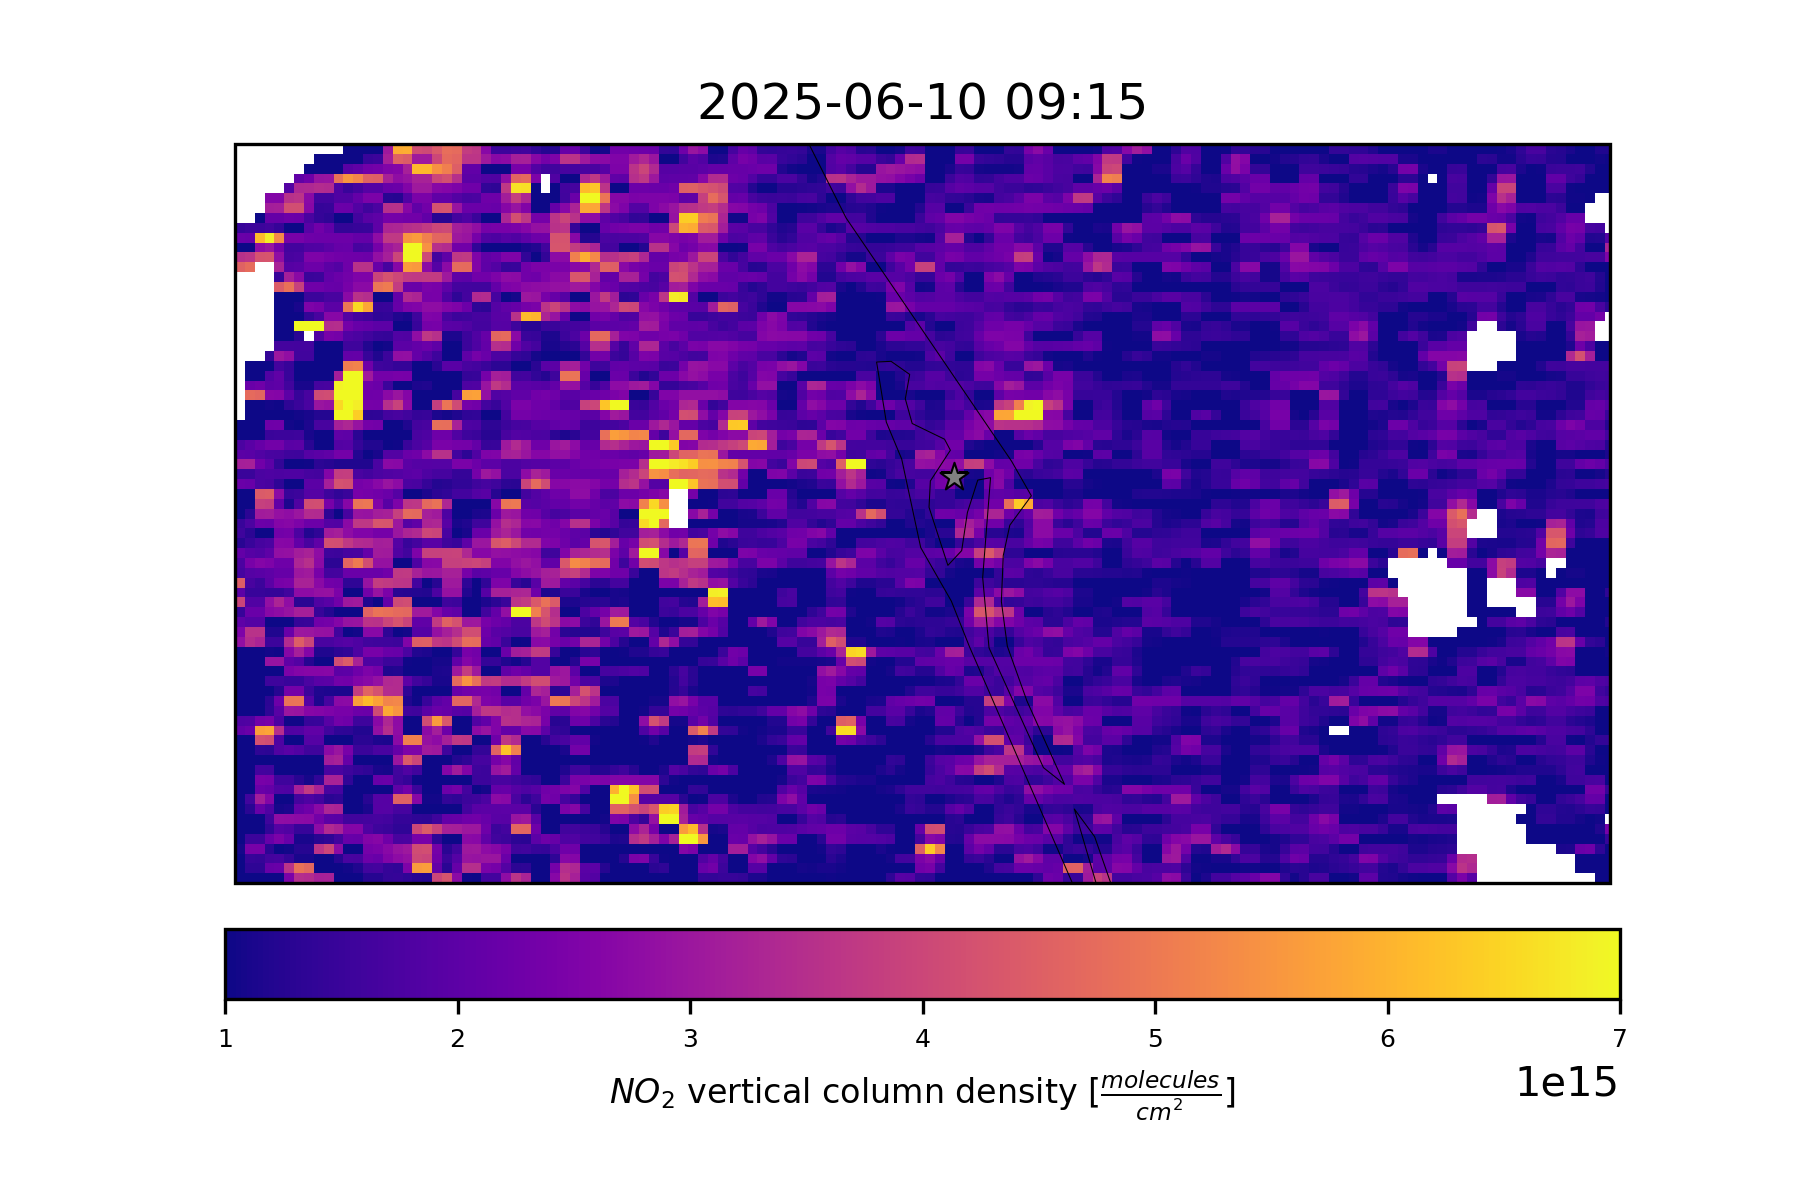 2025-06-10 09:15
1 2 3 4 5 6 7
1e15
NO₂ vertical column density [molecules/cm²]